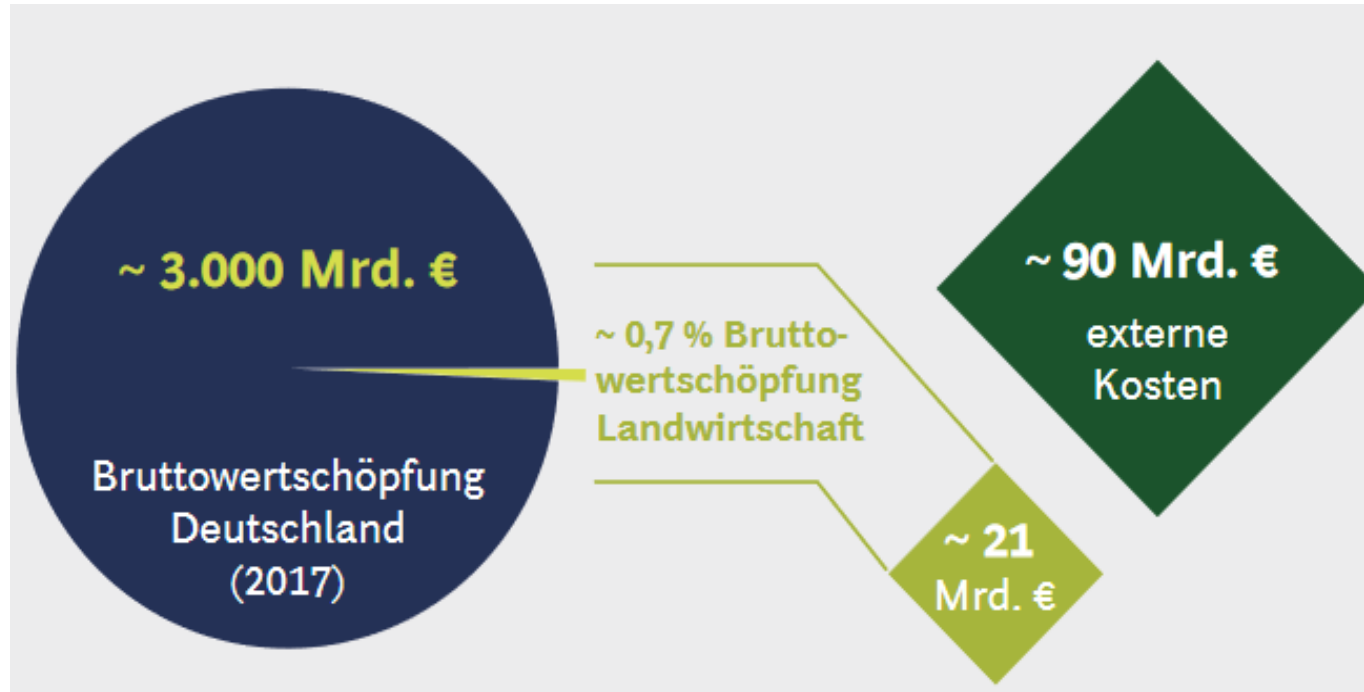 ~ 3.000 Mrd. €
Bruttowertschöpfung
Deutschland
(2017)
~ 0,7 % Brutto-
wertschöpfung
Landwirtschaft
~ 21
Mrd. €
~ 90 Mrd. €
externe
Kosten